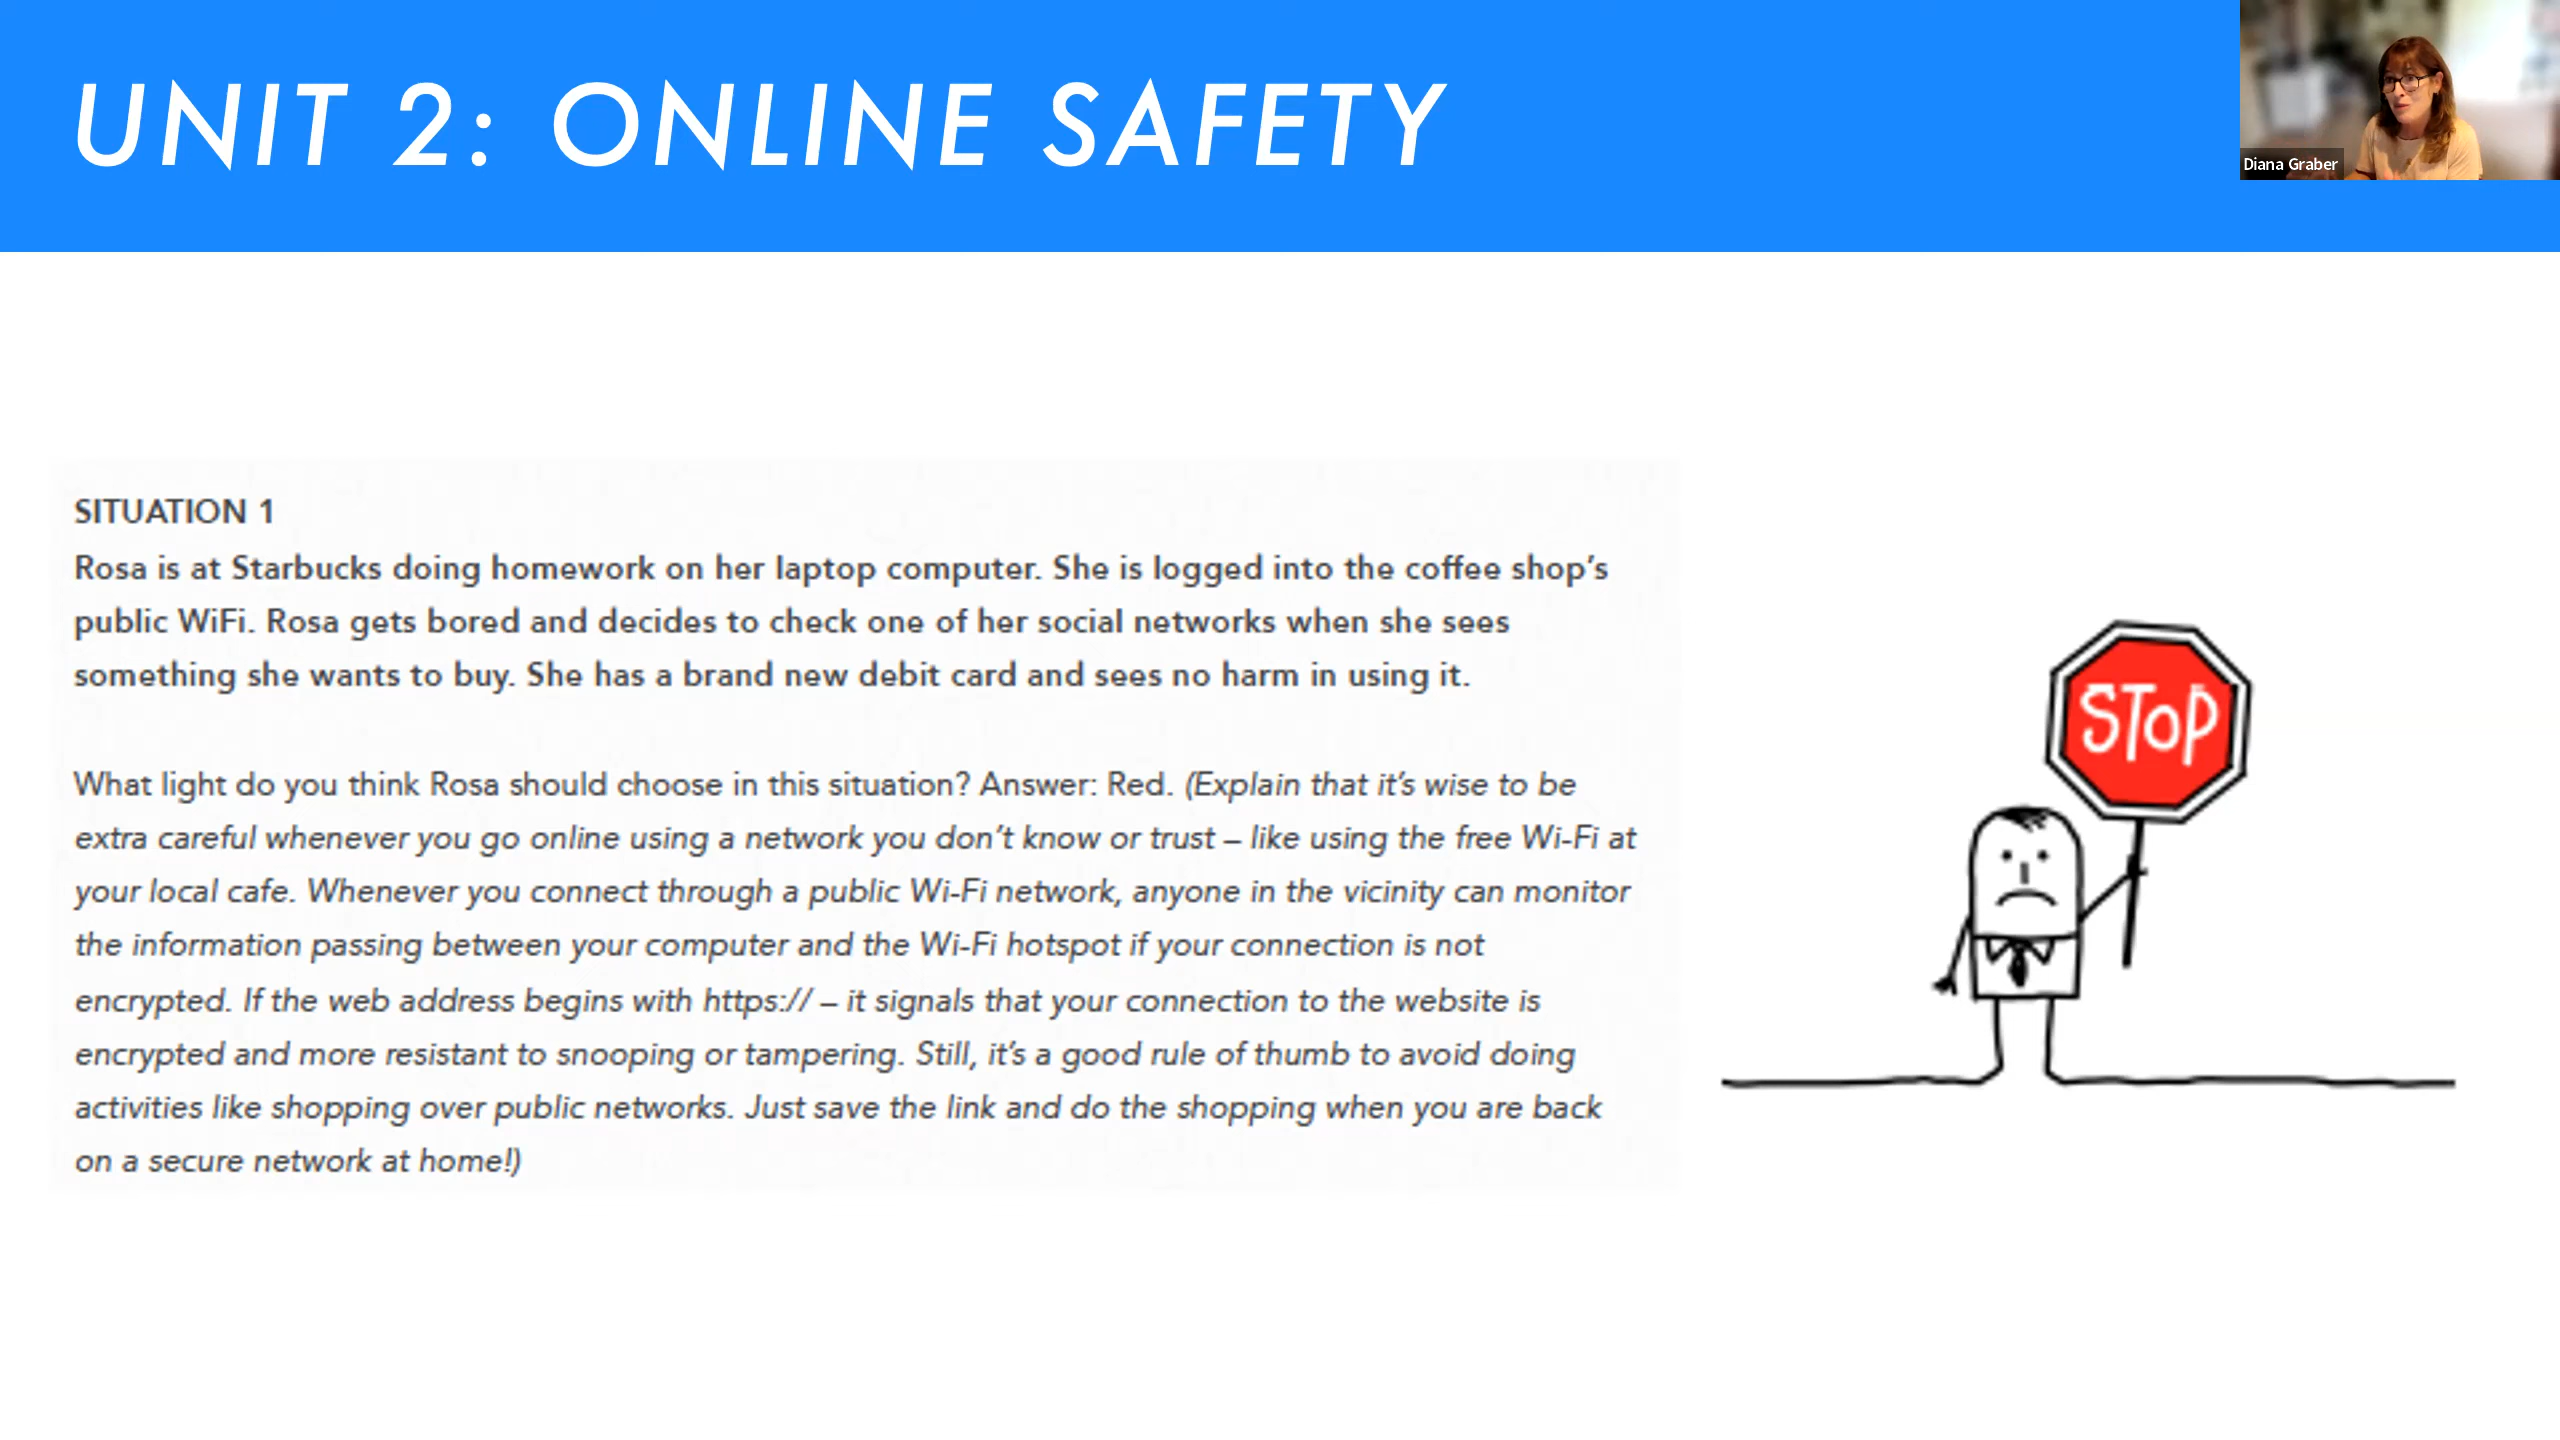 UNIT 2: ONLINE SAFETY
Diana Graber
SITUATION 1
Rosa is at Starbucks doing homework on her laptop computer. She is logged into the coffee shop’s
public WiFi. Rosa gets bored and decides to check one of her social networks when she sees
something she wants to buy. She has a brand new debit card and sees no harm in using it.
What light do you think Rosa should choose in this situation? Answer: Red. (Explain that it’s wise to be
extra careful whenever you go online using a network you don’t know or trust – like using the free Wi-Fi at
your local cafe. Whenever you connect through a public Wi-Fi network, anyone in the vicinity can monitor
the information passing between your computer and the Wi-Fi hotspot if your connection is not
encrypted. If the web address begins with https:// – it signals that your connection to the website is
encrypted and more resistant to snooping or tampering. Still, it’s a good rule of thumb to avoid doing
activities like shopping over public networks. Just save the link and do the shopping when you are back
on a secure network at home!)
STOP